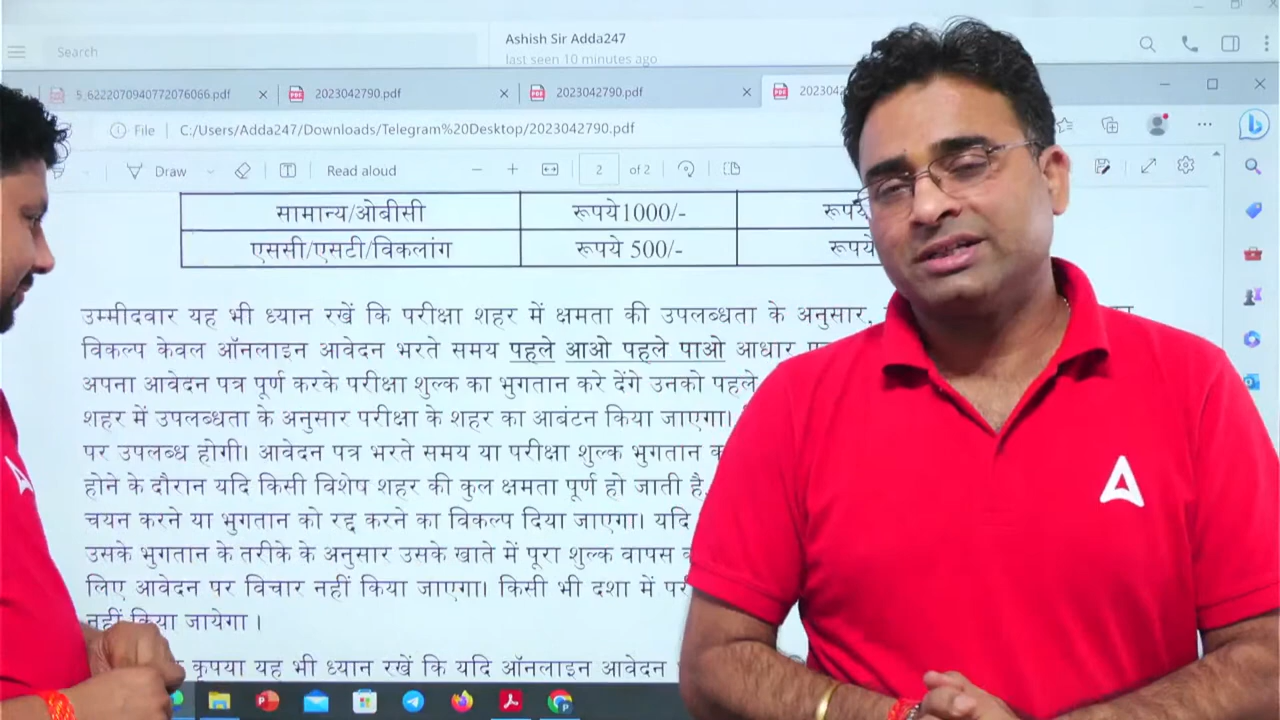 Search
Ashish Sir Adda247
last seen 10 minutes ago
5_6222070940772076066.pdf
2023042790.pdf
2023042790.pdf
File C:/Users/Adda247/Downloads/Telegram%20Desktop/2023042790.pdf
Draw Read aloud 2 of 2
सामान्य/ओबीसी रूपये1000/-
एससी/एसटी/विकलांग रूपये 500/- रूपये
उम्मीदवार यह भी ध्यान रखें कि परीक्षा शहर में क्षमता की उपलब्धता के अनुसार,
विकल्प केवल ऑनलाइन आवेदन भरते समय पहले आओ पहले पाओ आधार
अपना आवेदन पत्र पूर्ण करके परीक्षा शुल्क का भुगतान करे देंगे उनको पहले
शहर में उपलब्धता के अनुसार परीक्षा के शहर का आबंटन किया जाएगा।
पर उपलब्ध होगी। आवेदन पत्र भरते समय या परीक्षा शुल्क भुगतान
होने के दौरान यदि किसी विशेष शहर की कुल क्षमता पूर्ण हो जाती है,
चयन करने या भुगतान को रद्द करने का विकल्प दिया जाएगा। यदि
उसके भुगतान के तरीके के अनुसार उसके खाते में पूरा शुल्क वापस
लिए आवेदन पर विचार नहीं किया जाएगा। किसी भी दशा में
नहीं किया जायेगा ।
कृपया यह भी ध्यान रखें कि यदि ऑनलाइन आवेदन